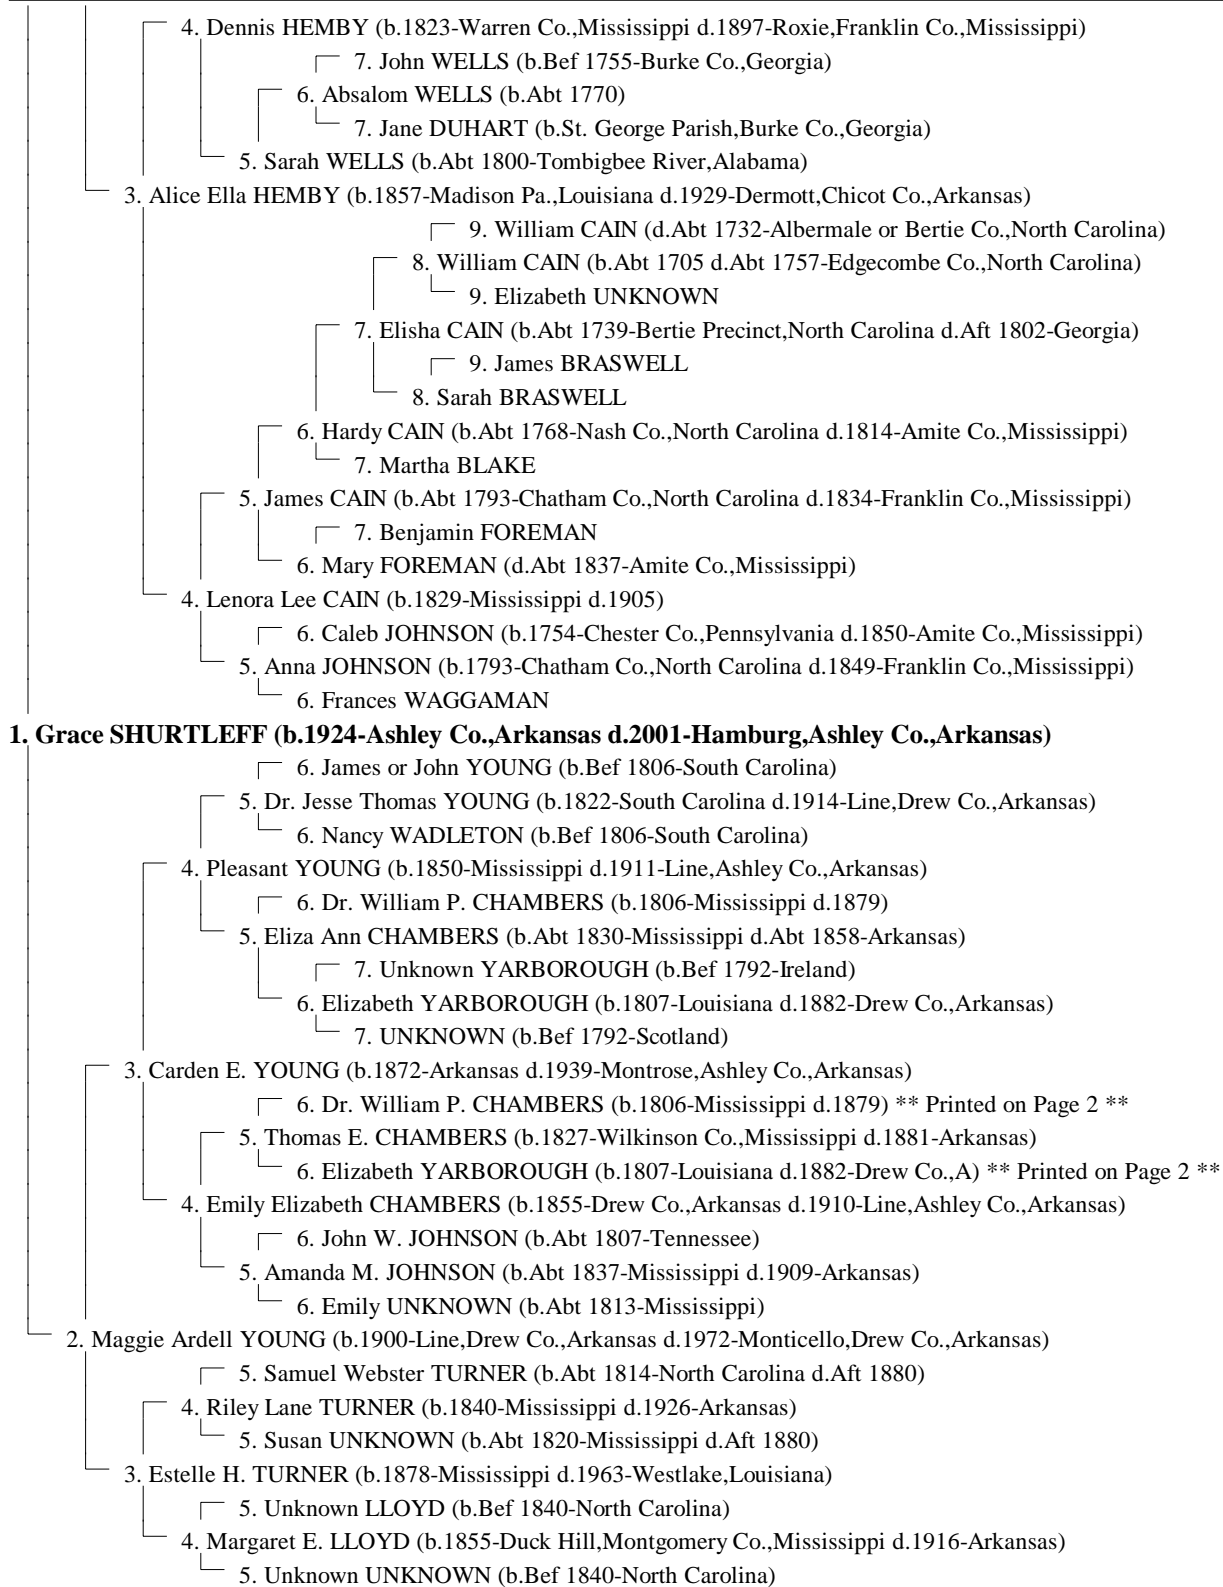 4. Dennis HEMBY (b.1823-Warren Co.,Mississippi d.1897-Roxie,Franklin Co.,Mississippi)
7. John WELLS (b.Bef 1755-Burke Co.,Georgia)
6. Absalom WELLS (b.Abt 1770)
7. Jane DUHART (b.St. George Parish,Burke Co.,Georgia)
5. Sarah WELLS (b.Abt 1800-Tombigbee River,Alabama)
3. Alice Ella HEMBY (b.1857-Madison Pa.,Louisiana d.1929-Dermott,Chicot Co.,Arkansas)
9. William CAIN (d.Abt 1732-Albermale or Bertie Co.,North Carolina)
8. William CAIN (b.Abt 1705 d.Abt 1757-Edgecombe Co.,North Carolina)
9. Elizabeth UNKNOWN
7. Elisha CAIN (b.Abt 1739-Bertie Precinct,North Carolina d.Aft 1802-Georgia)
9. James BRASWELL
8. Sarah BRASWELL
6. Hardy CAIN (b.Abt 1768-Nash Co.,North Carolina d.1814-Amite Co.,Mississippi)
7. Martha BLAKE
5. James CAIN (b.Abt 1793-Chatham Co.,North Carolina d.1834-Franklin Co.,Mississippi)
7. Benjamin FOREMAN
6. Mary FOREMAN (d.Abt 1837-Amite Co.,Mississippi)
4. Lenora Lee CAIN (b.1829-Mississippi d.1905)
6. Caleb JOHNSON (b.1754-Chester Co.,Pennsylvania d.1850-Amite Co.,Mississippi)
5. Anna JOHNSON (b.1793-Chatham Co.,North Carolina d.1849-Franklin Co.,Mississippi)
6. Frances WAGGAMAN
1. Grace SHURTLEFF (b.1924-Ashley Co.,Arkansas d.2001-Hamburg,Ashley Co.,Arkansas)
6. James or John YOUNG (b.Bef 1806-South Carolina)
5. Dr. Jesse Thomas YOUNG (b.1822-South Carolina d.1914-Line,Drew Co.,Arkansas)
6. Nancy WADLETON (b.Bef 1806-South Carolina)
4. Pleasant YOUNG (b.1850-Mississippi d.1911-Line,Ashley Co.,Arkansas)
6. Dr. William P. CHAMBERS (b.1806-Mississippi d.1879)
5. Eliza Ann CHAMBERS (b.Abt 1830-Mississippi d.Abt 1858-Arkansas)
7. Unknown YARBOROUGH (b.Bef 1792-Ireland)
6. Elizabeth YARBOROUGH (b.1807-Louisiana d.1882-Drew Co.,Arkansas)
7. UNKNOWN (b.Bef 1792-Scotland)
3. Carden E. YOUNG (b.1872-Arkansas d.1939-Montrose,Ashley Co.,Arkansas)
6. Dr. William P. CHAMBERS (b.1806-Mississippi d.1879) ** Printed on Page 2 **
5. Thomas E. CHAMBERS (b.1827-Wilkinson Co.,Mississippi d.1881-Arkansas)
6. Elizabeth YARBOROUGH (b.1807-Louisiana d.1882-Drew Co.,A) ** Printed on Page 2 **
4. Emily Elizabeth CHAMBERS (b.1855-Drew Co.,Arkansas d.1910-Line,Ashley Co.,Arkansas)
6. John W. JOHNSON (b.Abt 1807-Tennessee)
5. Amanda M. JOHNSON (b.Abt 1837-Mississippi d.1909-Arkansas)
6. Emily UNKNOWN (b.Abt 1813-Mississippi)
2. Maggie Ardell YOUNG (b.1900-Line,Drew Co.,Arkansas d.1972-Monticello,Drew Co.,Arkansas)
5. Samuel Webster TURNER (b.Abt 1814-North Carolina d.Aft 1880)
4. Riley Lane TURNER (b.1840-Mississippi d.1926-Arkansas)
5. Susan UNKNOWN (b.Abt 1820-Mississippi d.Aft 1880)
3. Estelle H. TURNER (b.1878-Mississippi d.1963-Westlake,Louisiana)
5. Unknown LLOYD (b.Bef 1840-North Carolina)
4. Margaret E. LLOYD (b.1855-Duck Hill,Montgomery Co.,Mississippi d.1916-Arkansas)
5. Unknown UNKNOWN (b.Bef 1840-North Carolina)